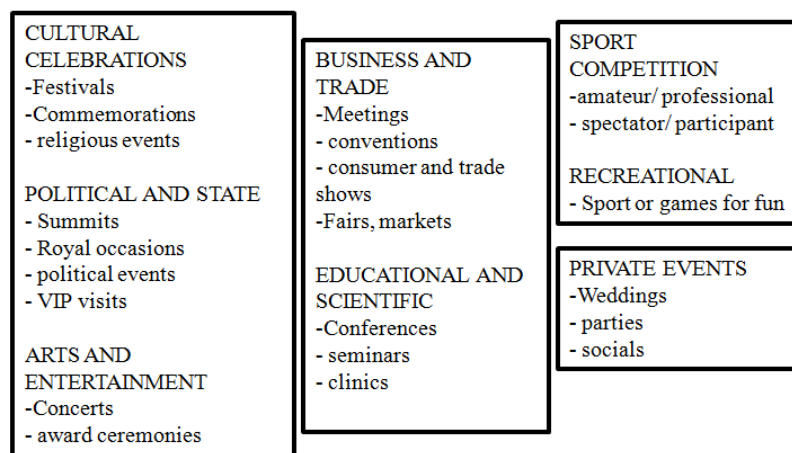 CULTURAL
CELEBRATIONS
-Festivals
-Commemorations
- religious events
POLITICAL AND STATE
- Summits
- Royal occasions
- political events
- VIP visits
ARTS AND
ENTERTAINMENT
-Concerts
- award ceremonies
BUSINESS AND
TRADE
-Meetings
- conventions
- consumer and trade
shows
-Fairs, markets
EDUCATIONAL AND
SCIENTIFIC
-Conferences
- seminars
- clinics
SPORT
COMPETITION
-amateur/ professional
- spectator/ participant
RECREATIONAL
- Sport or games for fun
PRIVATE EVENTS
-Weddings
- parties
- socials